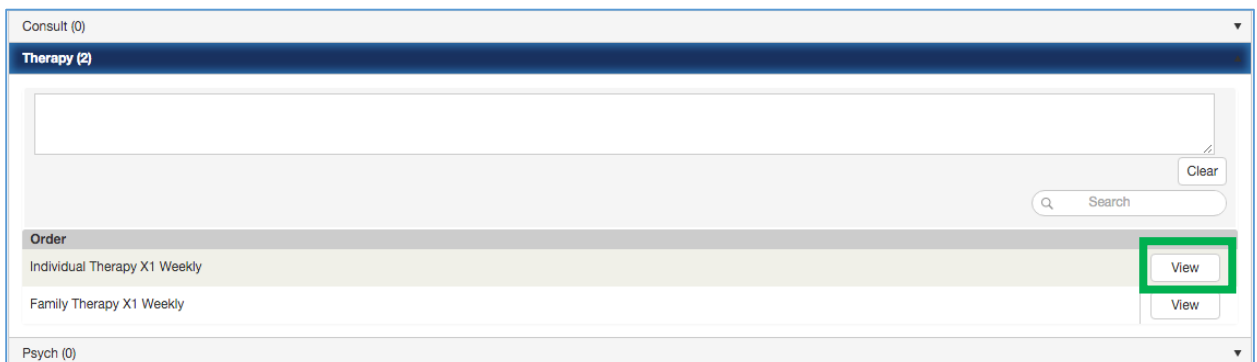 Consult (0)
Therapy (2)
Clear
Search
Order
Individual Therapy X1 Weekly View
Family Therapy X1 Weekly View
Psych (0)